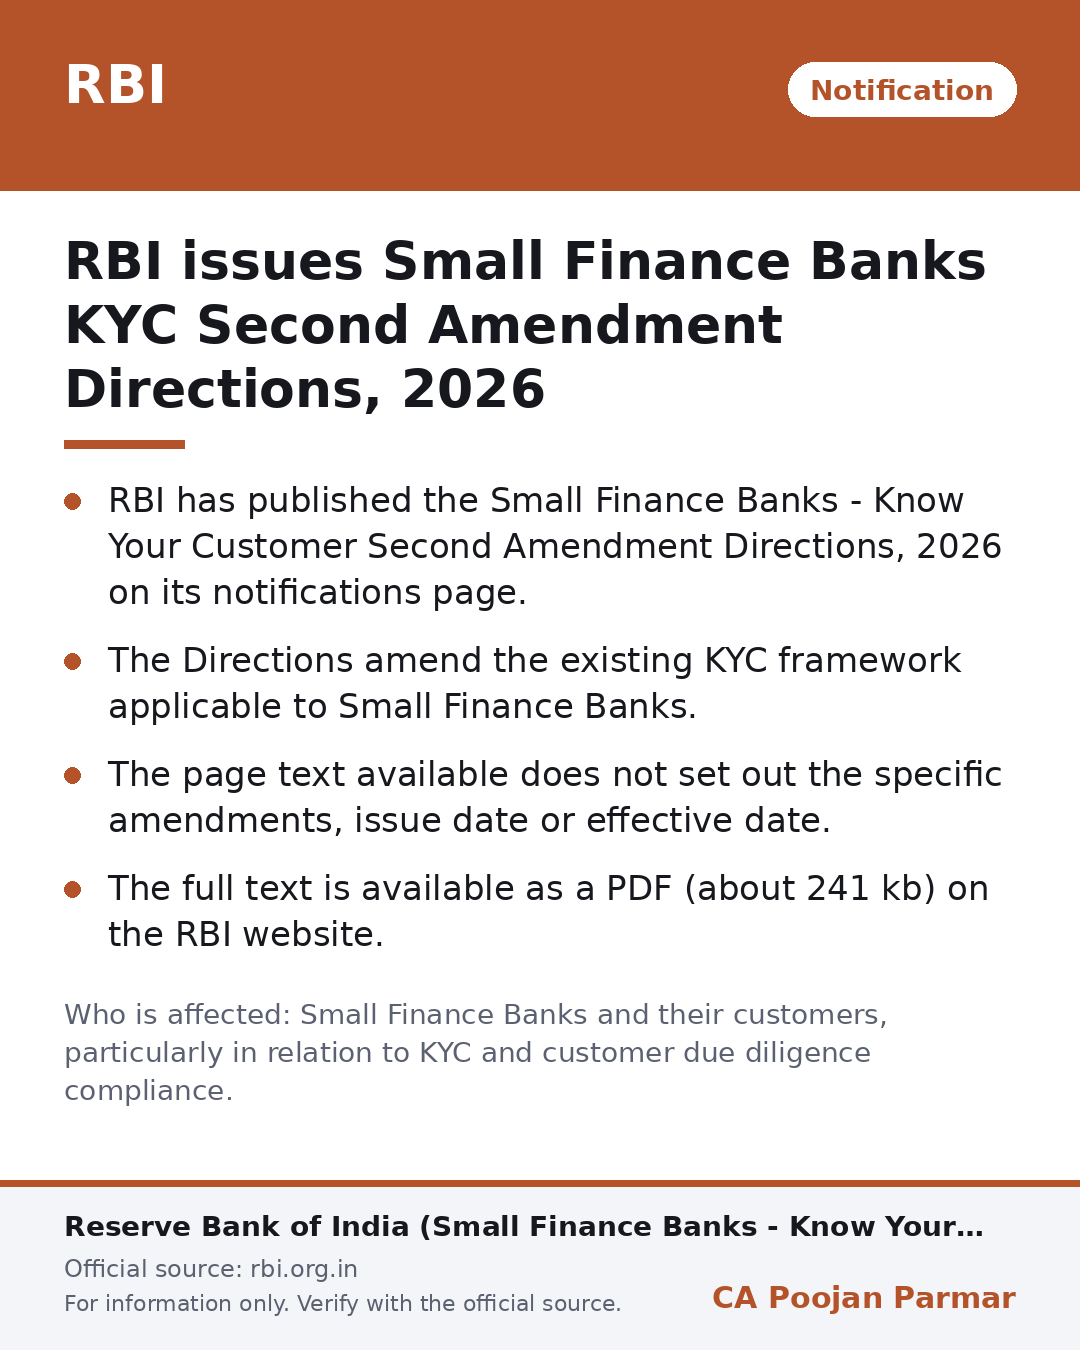 RBI
Notification
RBI issues Small Finance Banks
KYC Second Amendment
Directions, 2026
RBI has published the Small Finance Banks - Know
Your Customer Second Amendment Directions, 2026
on its notifications page.
The Directions amend the existing KYC framework
applicable to Small Finance Banks.
The page text available does not set out the specific
amendments, issue date or effective date.
The full text is available as a PDF (about 241 kb) on
the RBI website.
Who is affected: Small Finance Banks and their customers,
particularly in relation to KYC and customer due diligence
compliance.
Reserve Bank of India (Small Finance Banks - Know Your…
Official source: rbi.org.in
For information only. Verify with the official source.
CA Poojan Parmar